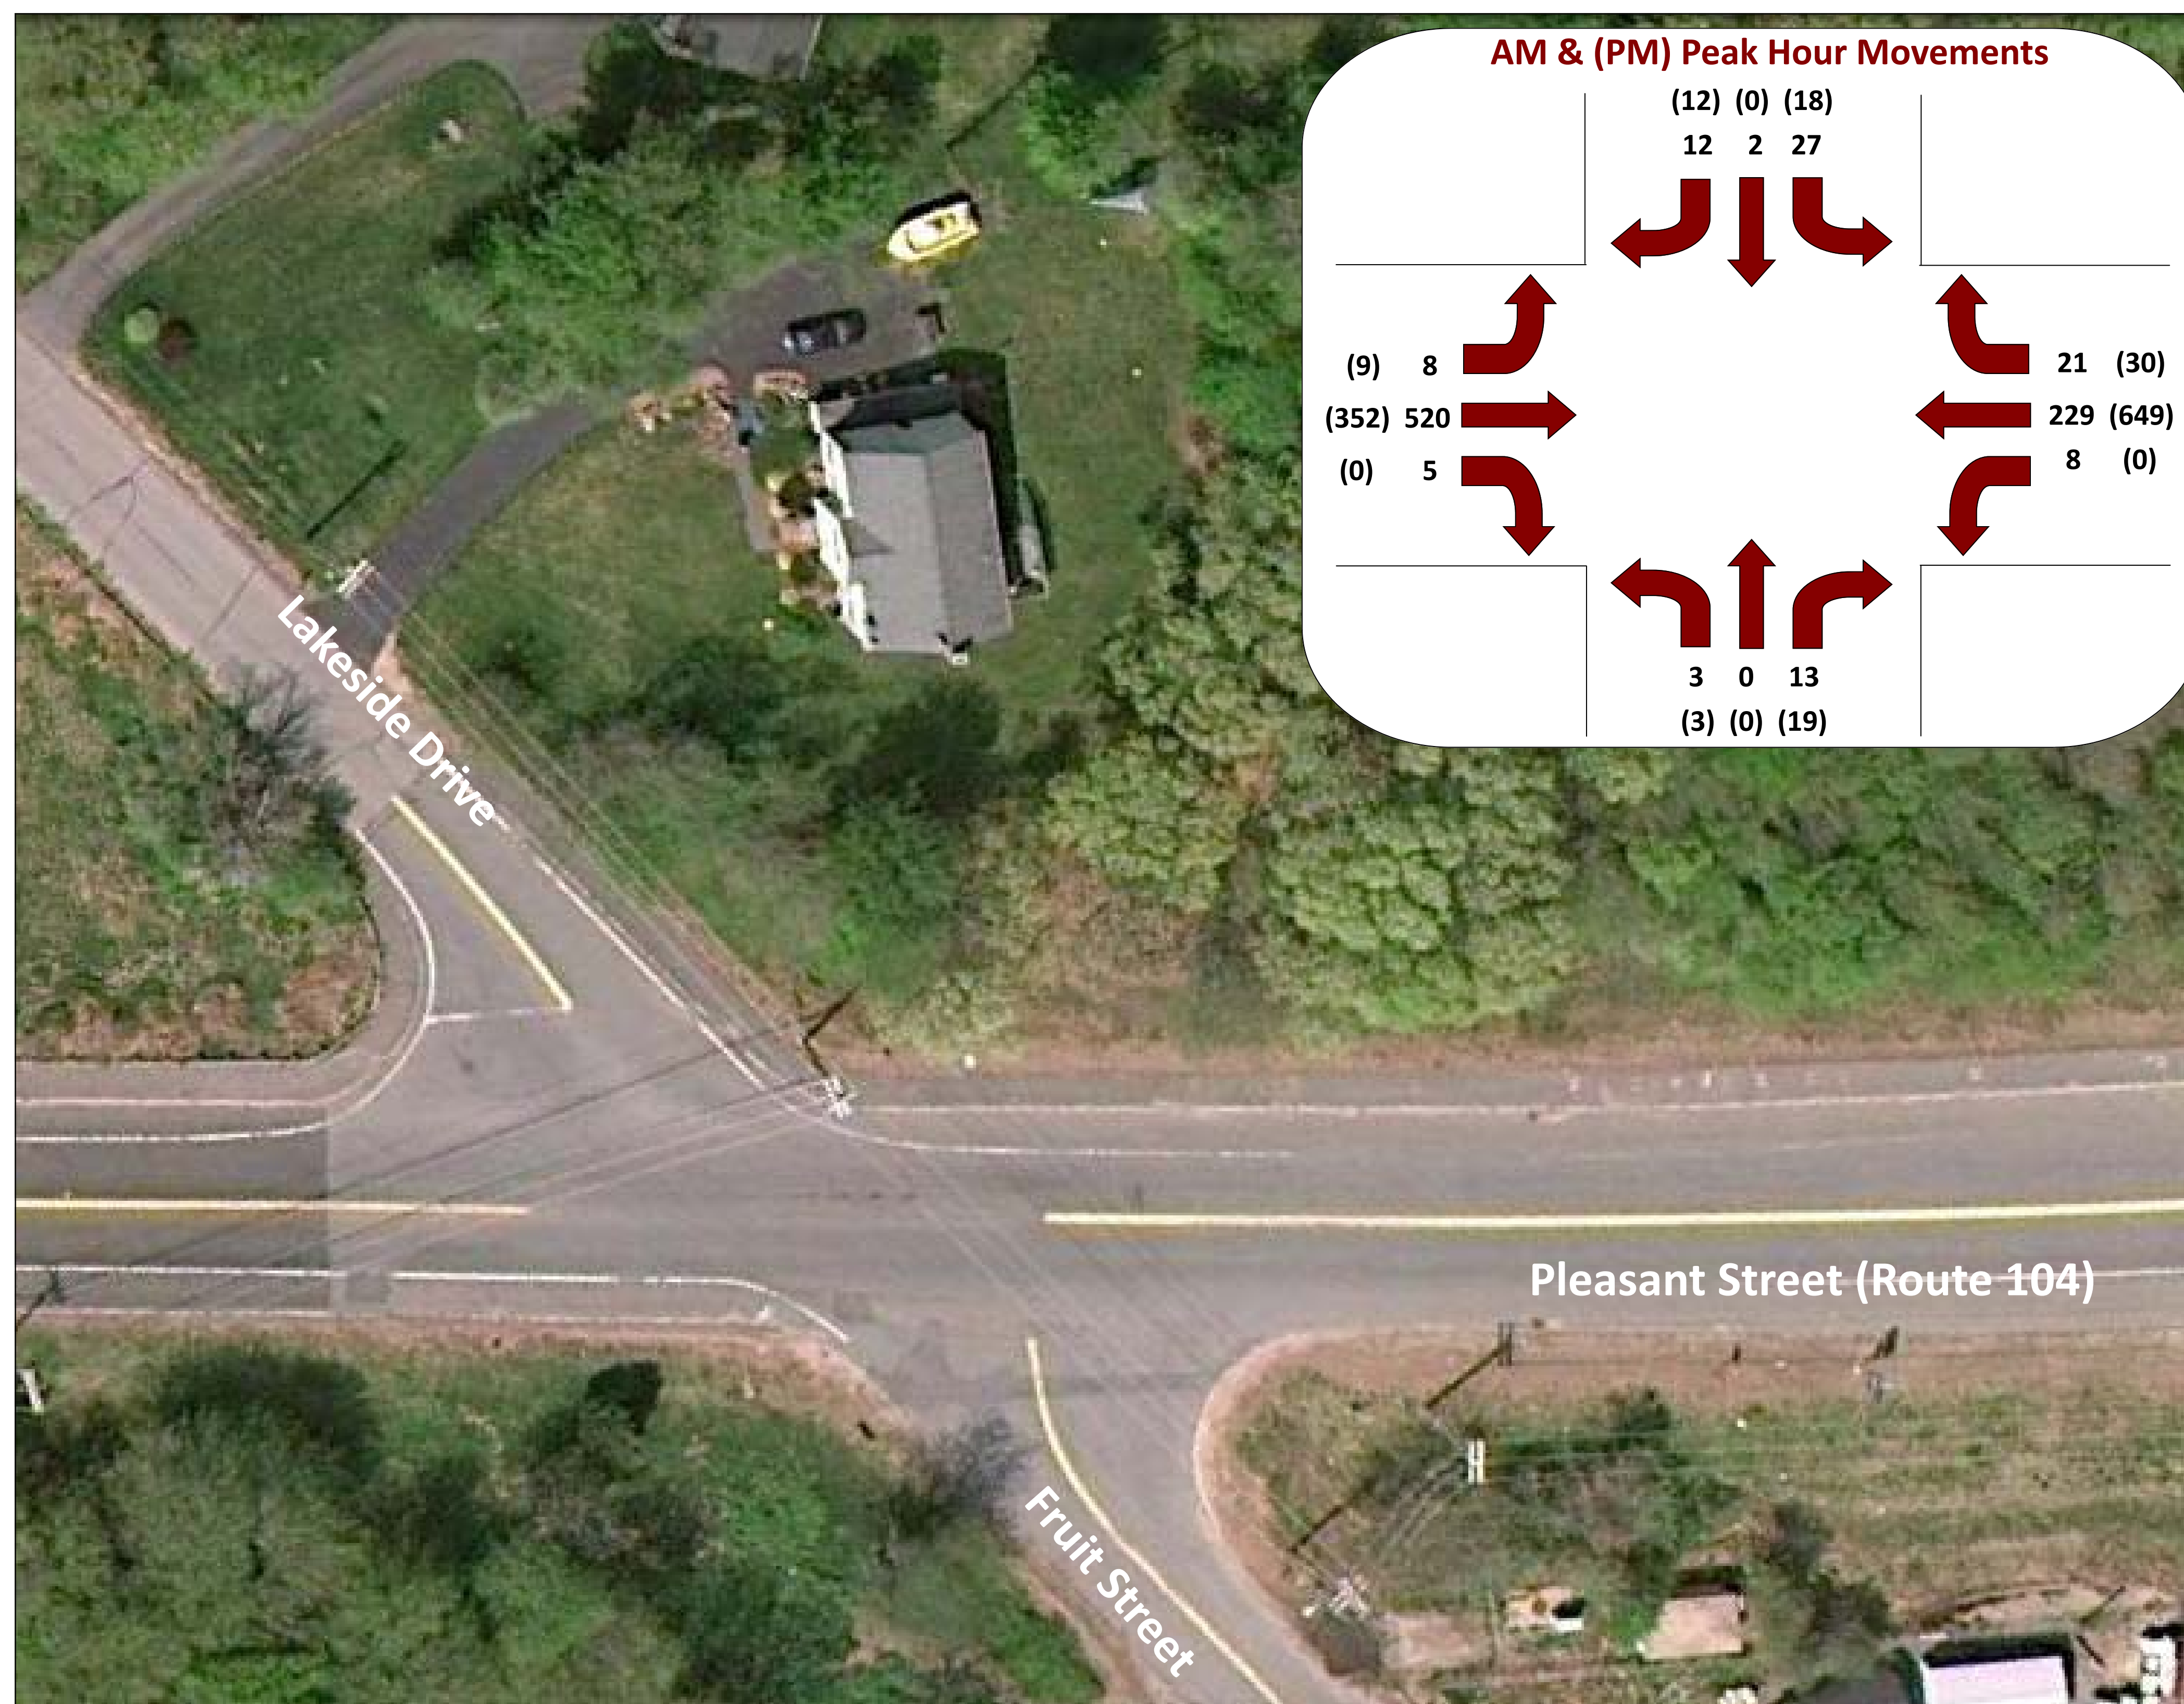 AM & (PM) Peak Hour Movements
(12) (0) (18)
12 2 27
(9) 8
(352) 520
(0) 5
21 (30)
229 (649)
8 (0)
3 0 13
(3) (0) (19)
Lakeside Drive
Pleasant Street (Route 104)
Fruit Street